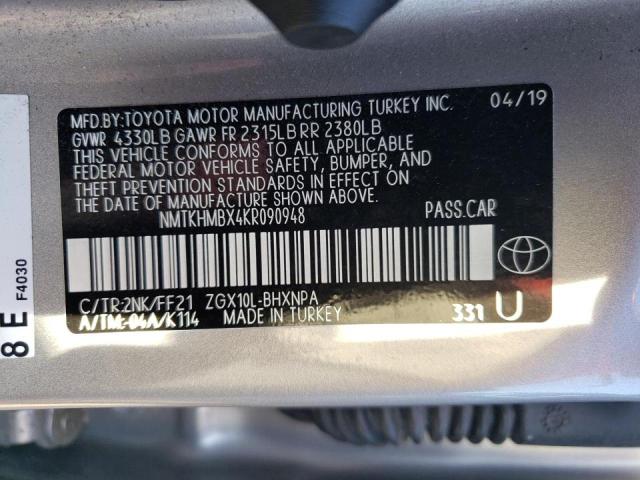 MFD.BY:TOYOTA MOTOR MANUFACTURING TURKEY INC. 04/19
GVWR 4330LB GAWR FR 2315LB RR 2380LB
THIS VEHICLE CONFORMS TO ALL APPLICABLE
FEDERAL MOTOR VEHICLE SAFETY, BUMPER, AND
THEFT PREVENTION STANDARDS IN EFFECT ON
THE DATE OF MANUFACTURE SHOWN ABOVE.
NMTKHMBX4KR090948 PASS.CAR
C/TR:2NK/FF21 ZGX10L-BHXNPA
A/TM:-04A/K114 MADE IN TURKEY 331 U
8 E
F4030